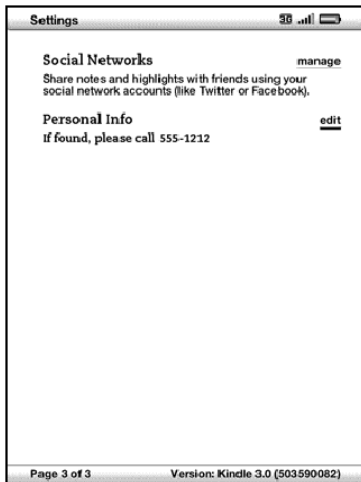 Settings 3G
Social Networks manage
Share notes and highlights with friends using your
social network accounts (like Twitter or Facebook).
Personal Info edit
If found, please call 555-1212
Page 3 of 3 Version: Kindle 3.0 (503590082)